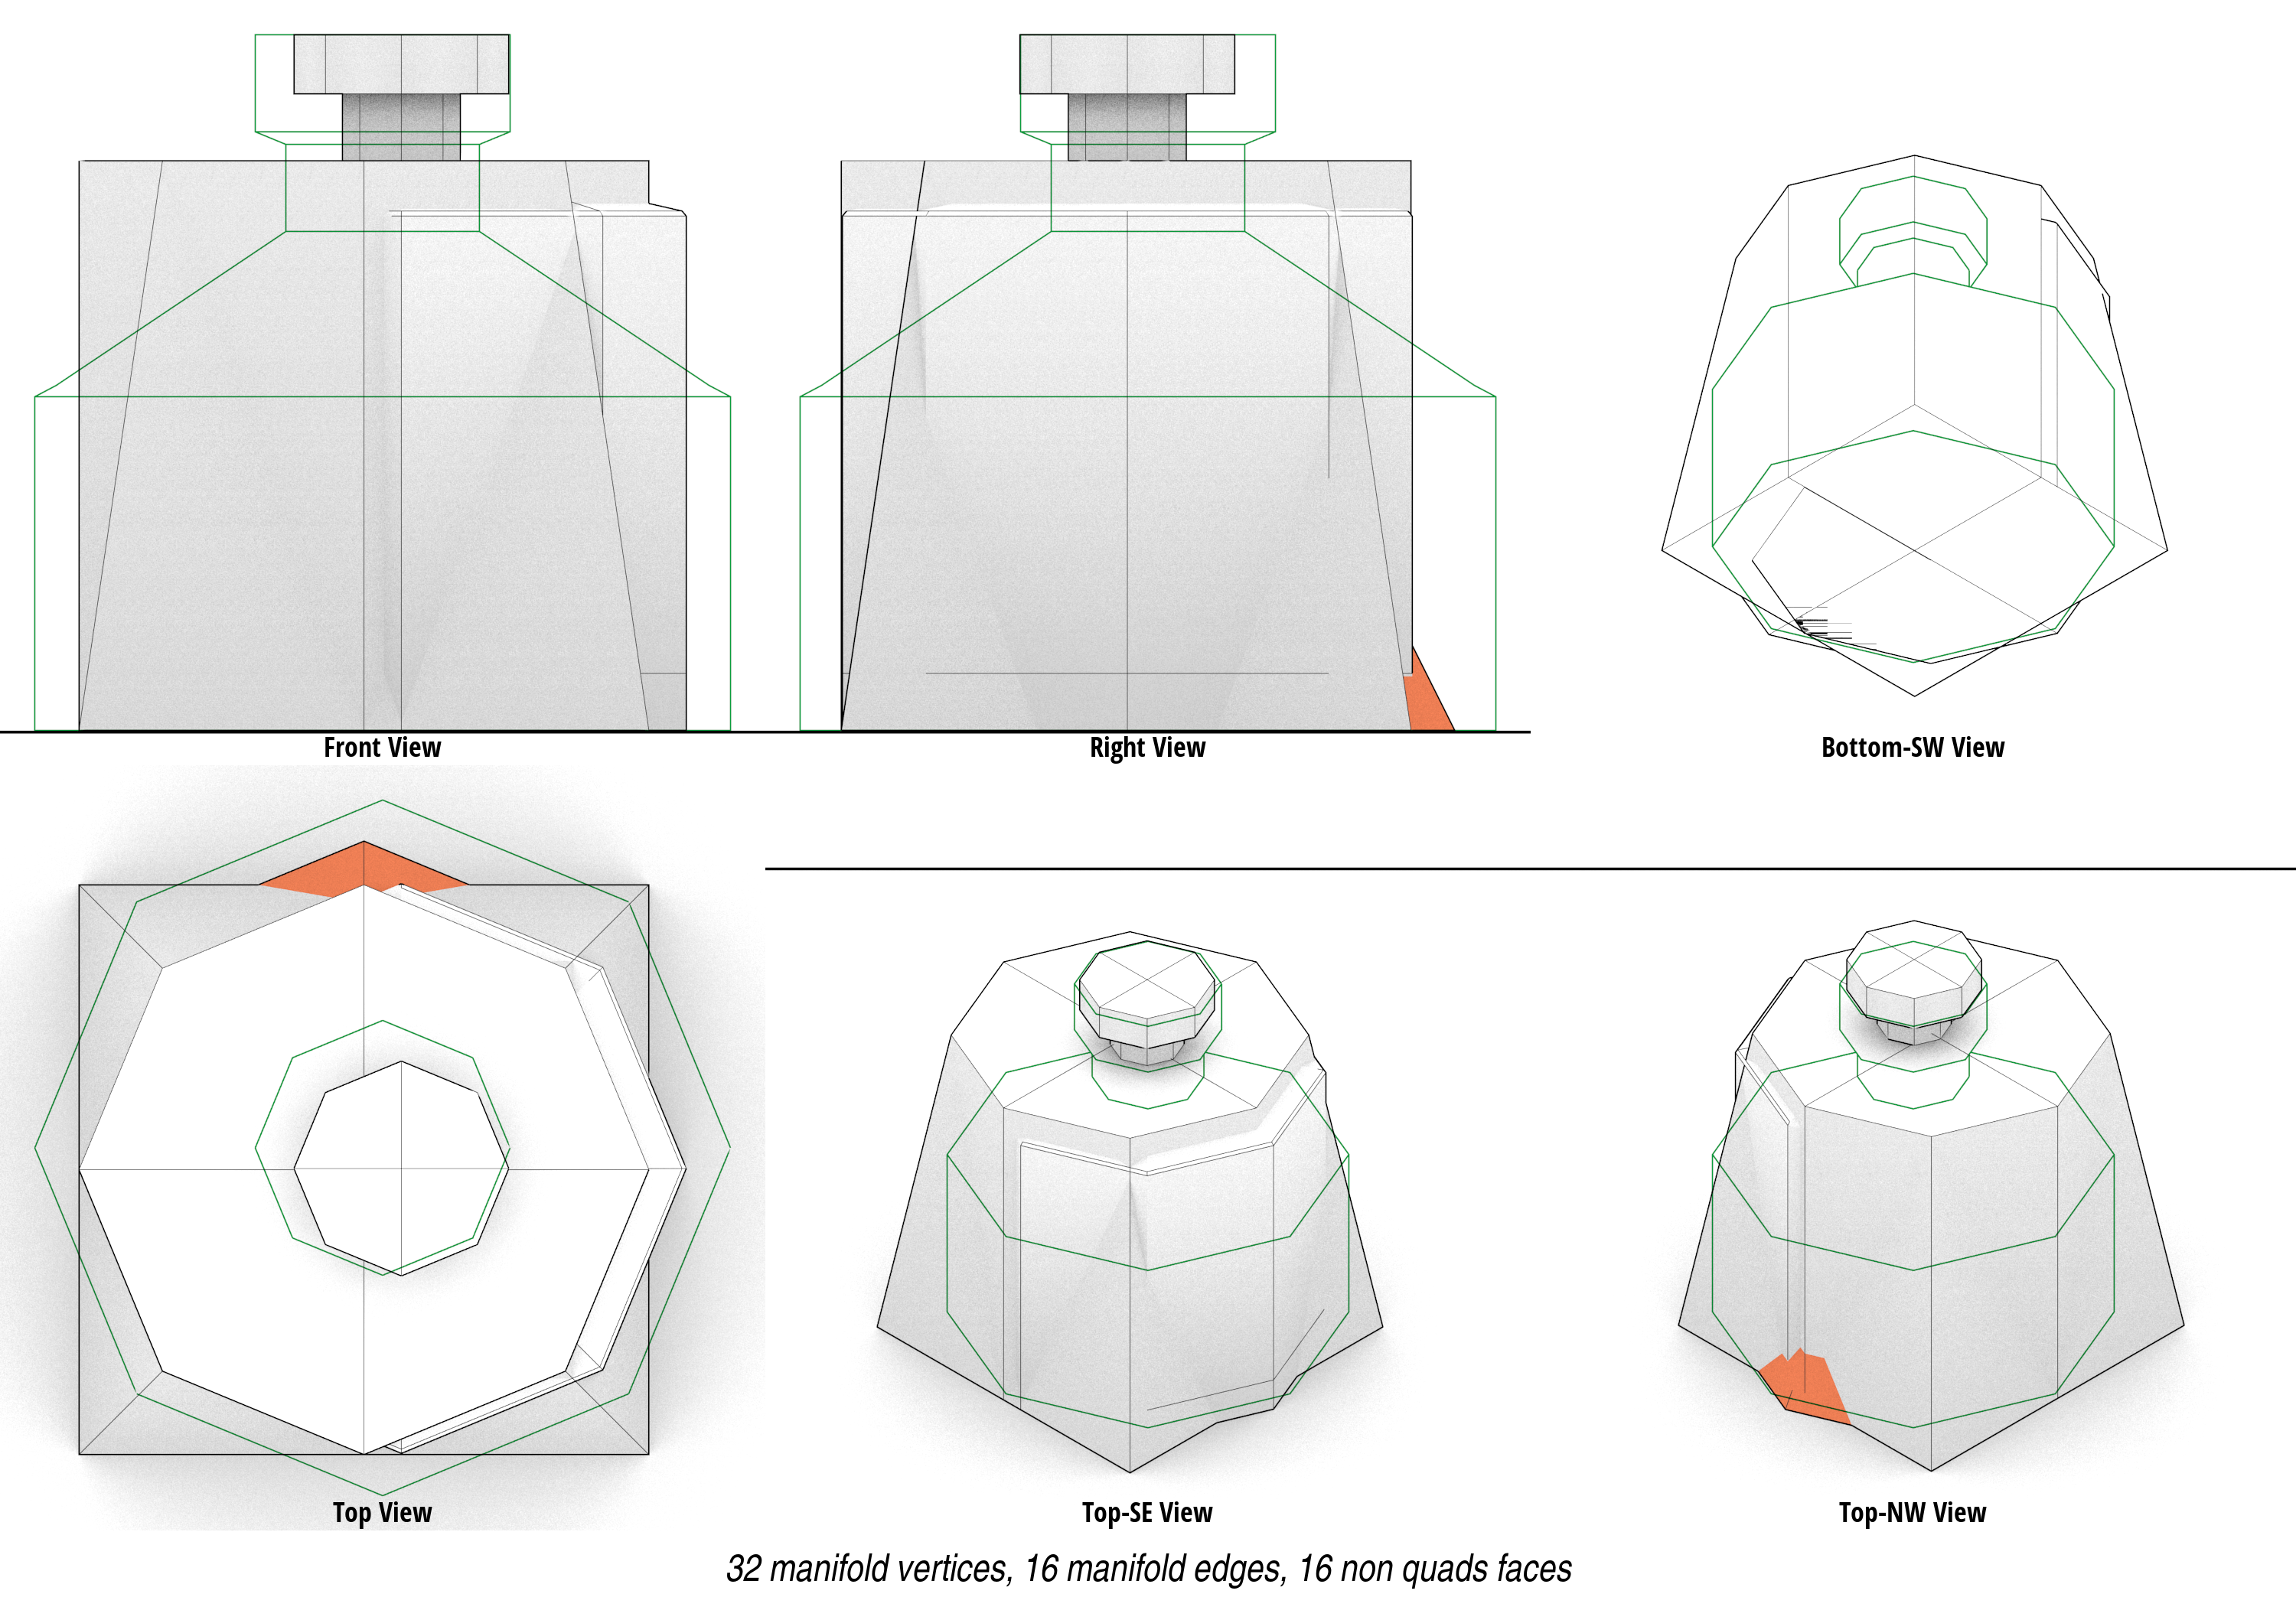 Front View
Right View
Bottom-SW View
Top View
Top-SE View
Top-NW View
32 manifold vertices, 16 manifold edges, 16 non quads faces